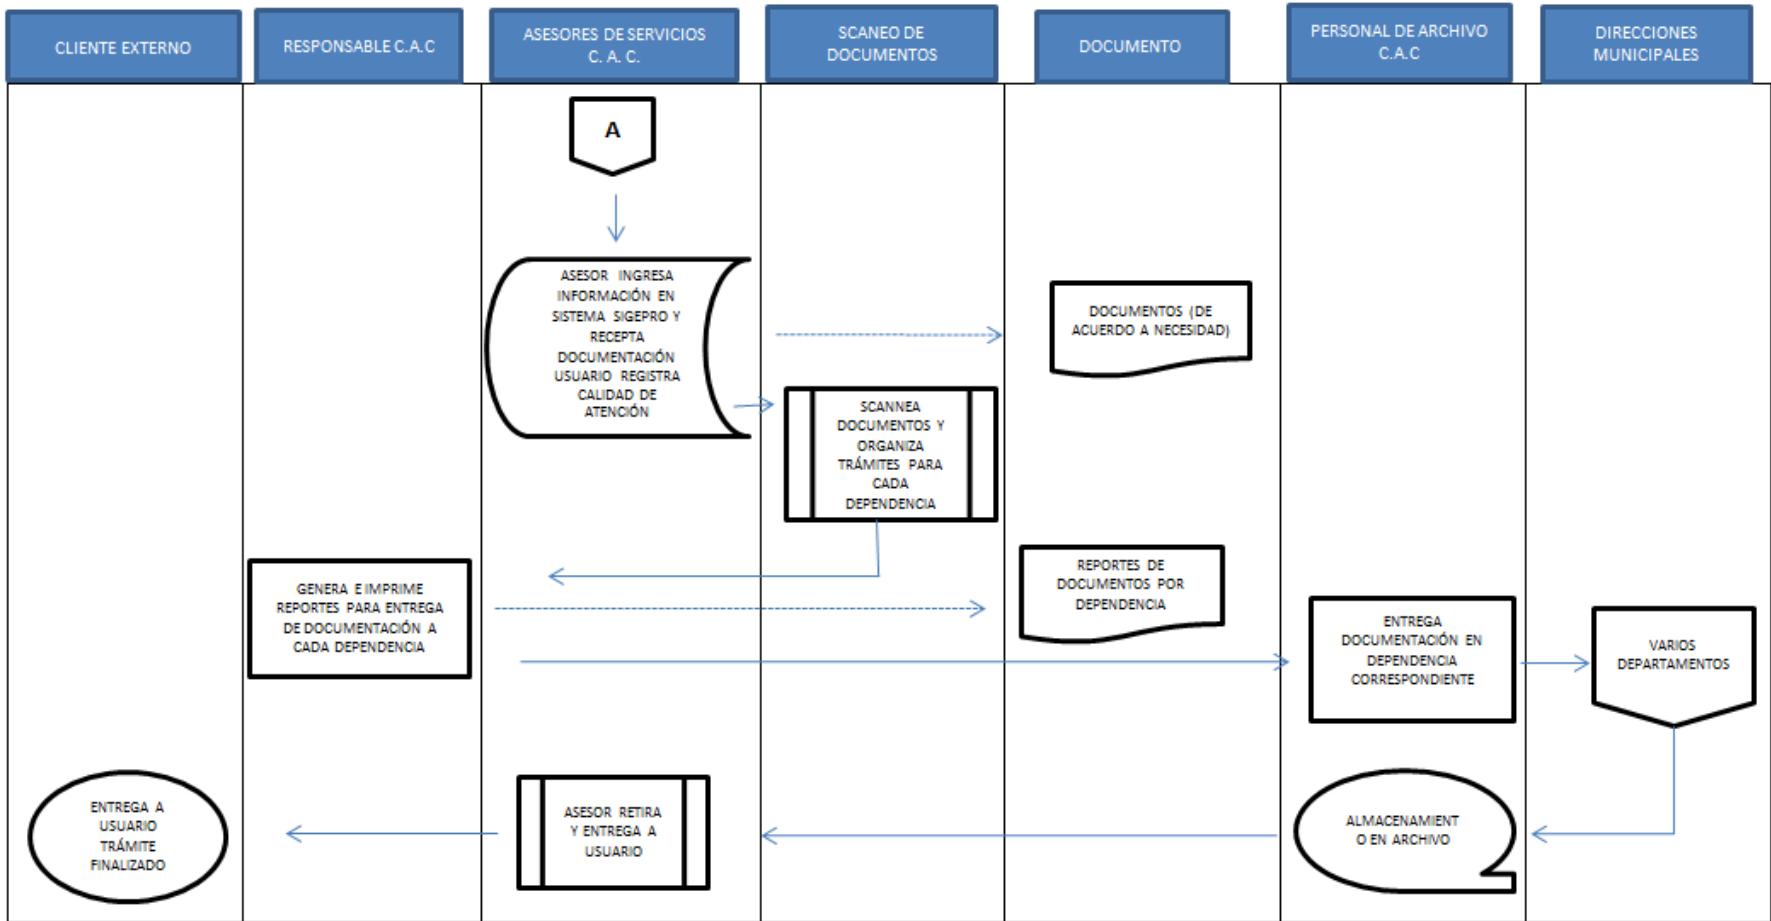 CLIENTE EXTERNO
RESPONSABLE C.A.C
ASESORES DE SERVICIOS
C. A. C.
SCANEO DE
DOCUMENTOS
DOCUMENTO
PERSONAL DE ARCHIVO
C.A.C
DIRECCIONES
MUNICIPALES
A
ASESOR INGRESA
INFORMACIÓN EN
SISTEMA SIGEPRO Y
RECEPTA
DOCUMENTACIÓN
USUARIO REGISTRA
CALIDAD DE
ATENCIÓN
DOCUMENTOS (DE
ACUERDO A NECESIDAD)
SCANNEA
DOCUMENTOS Y
ORGANIZA
TRÁMITES PARA
CADA
DEPENDENCIA
GENERA E IMPRIME
REPORTES PARA ENTREGA
DE DOCUMENTACIÓN A
CADA DEPENDENCIA
REPORTES DE
DOCUMENTOS POR
DEPENDENCIA
ENTREGA
DOCUMENTACIÓN EN
DEPENDENCIA
CORRESPONDIENTE
VARIOS
DEPARTAMENTOS
ENTREGA A
USUARIO
TRÁMITE
FINALIZADO
ASESOR RETIRA
Y ENTREGA A
USUARIO
ALMACENAMIENT
O EN ARCHIVO